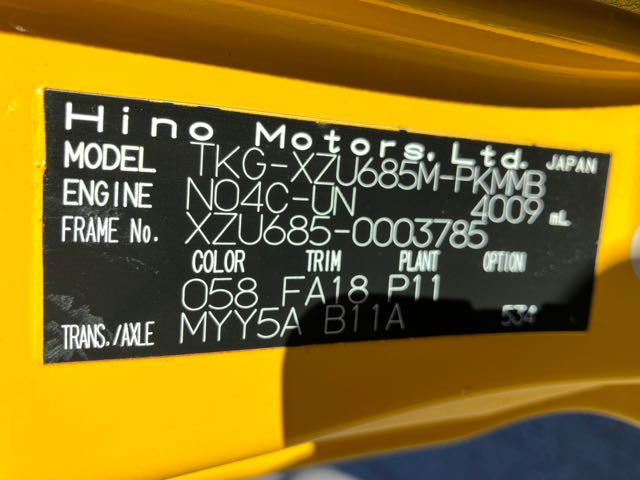 Hino Motors, Ltd. JAPAN
MODEL TKG-XZU685M-PKMMB
ENGINE N04C-UN 4009 mL
FRAME No. XZU685-0003785
COLOR TRIM PLANT OPTION
058 FA18 P11
TRANS./AXLE MYY5A B11A 534